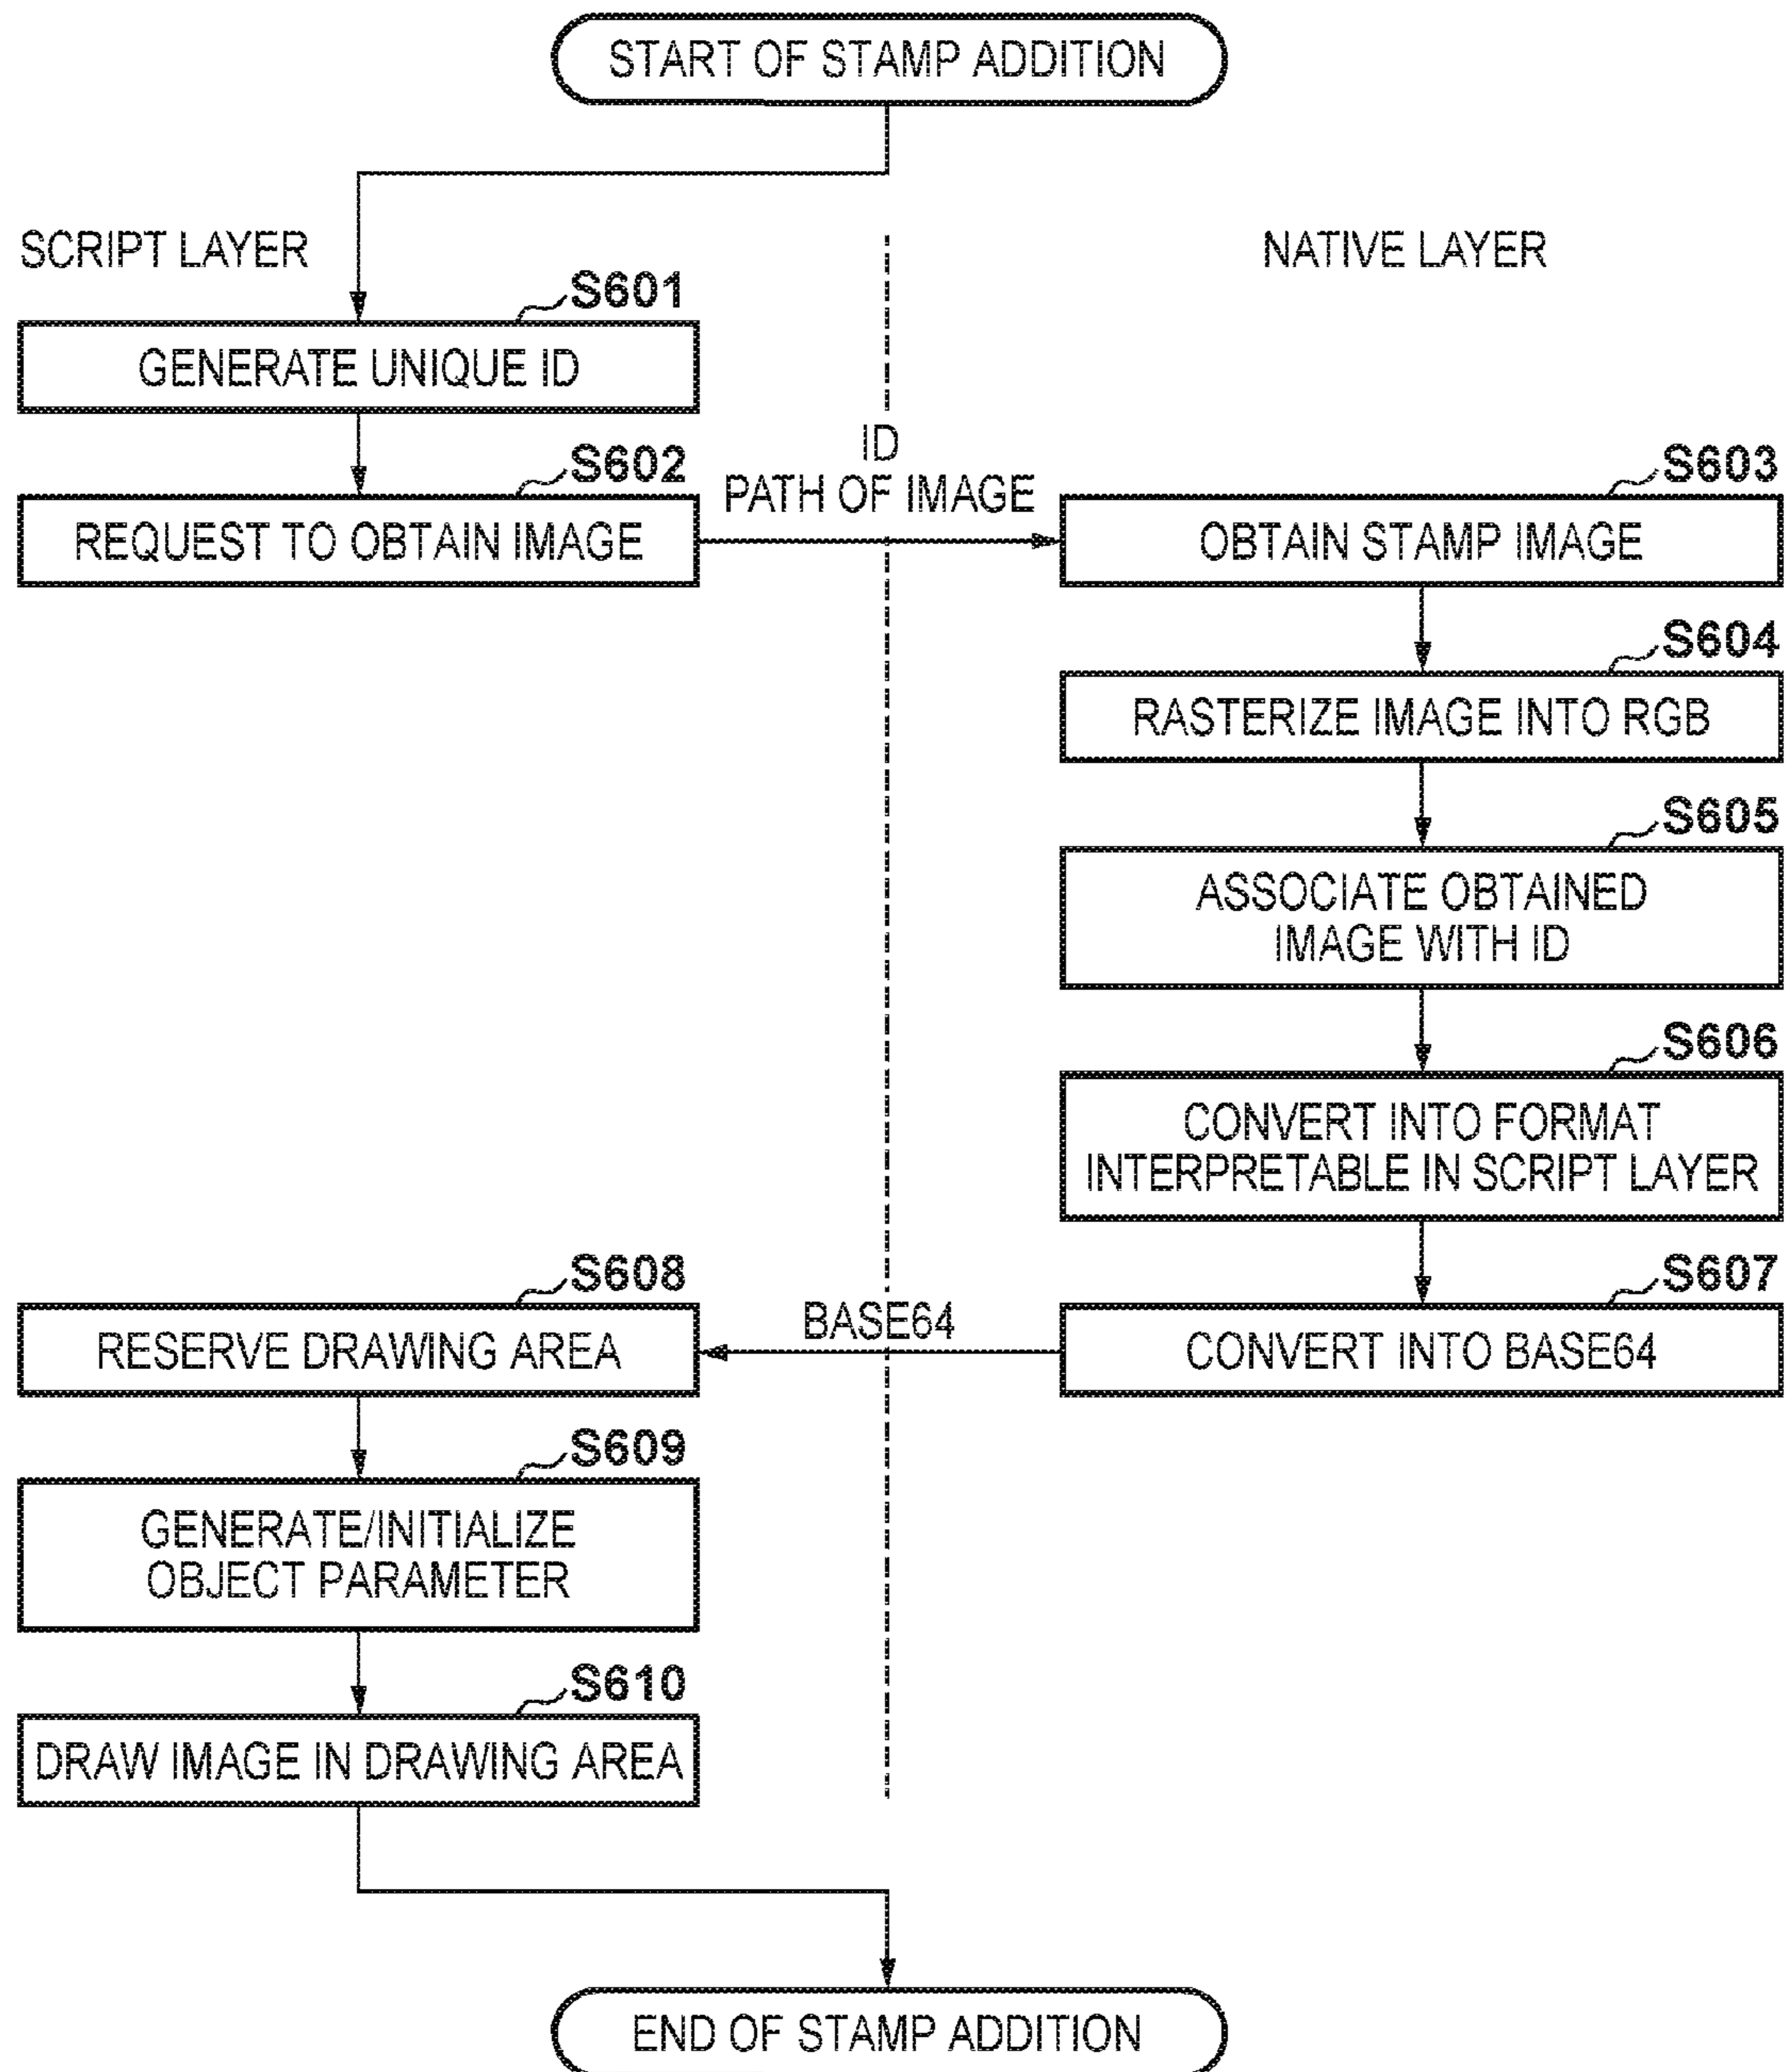 START OF STAMP ADDITION
SCRIPT LAYER
NATIVE LAYER
S601
GENERATE UNIQUE ID
S602
REQUEST TO OBTAIN IMAGE
ID
PATH OF IMAGE
S603
OBTAIN STAMP IMAGE
S604
RASTERIZE IMAGE INTO RGB
S605
ASSOCIATE OBTAINED
IMAGE WITH ID
S606
CONVERT INTO FORMAT
INTERPRETABLE IN SCRIPT LAYER
S607
CONVERT INTO BASE64
BASE64
S608
RESERVE DRAWING AREA
S609
GENERATE/INITIALIZE
OBJECT PARAMETER
S610
DRAW IMAGE IN DRAWING AREA
END OF STAMP ADDITION